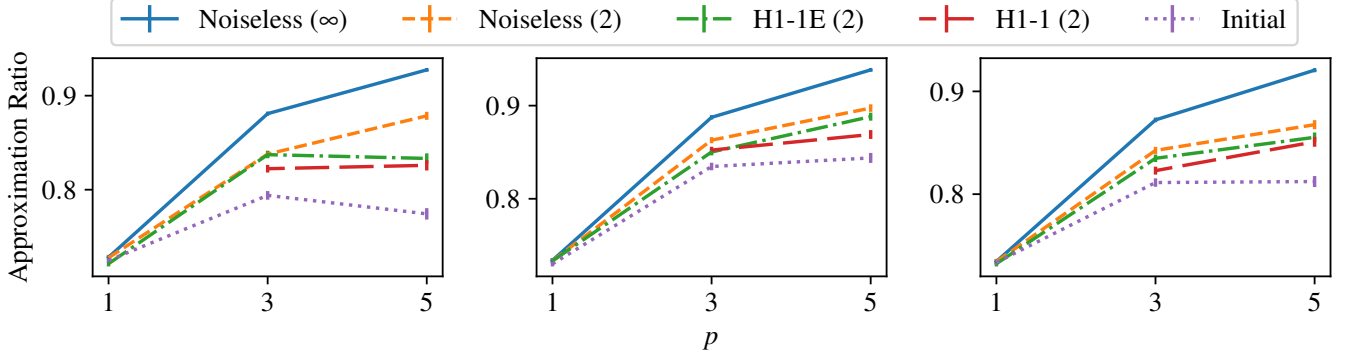 Noiseless (∞) Noiseless (2) H1-1E (2) H1-1 (2) Initial
Approximation Ratio
0.9
0.8
1 3 5
0.9
0.8
1 3 5
p
0.9
0.8
1 3 5